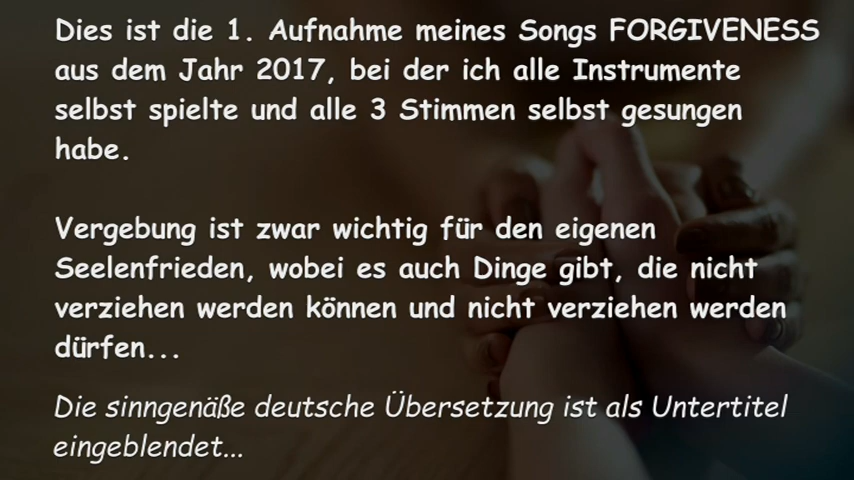 Dies ist die 1. Aufnahme meines Songs FORGIVENESS
aus dem Jahr 2017, bei der ich alle Instrumente
selbst spielte und alle 3 Stimmen selbst gesungen
habe.
Vergebung ist zwar wichtig für den eigenen
Seelenfrieden, wobei es auch Dinge gibt, die nicht
verziehen werden können und nicht verziehen werden
dürfen...
Die sinngenäße deutsche Übersetzung ist als Untertitel
eingeblendet...